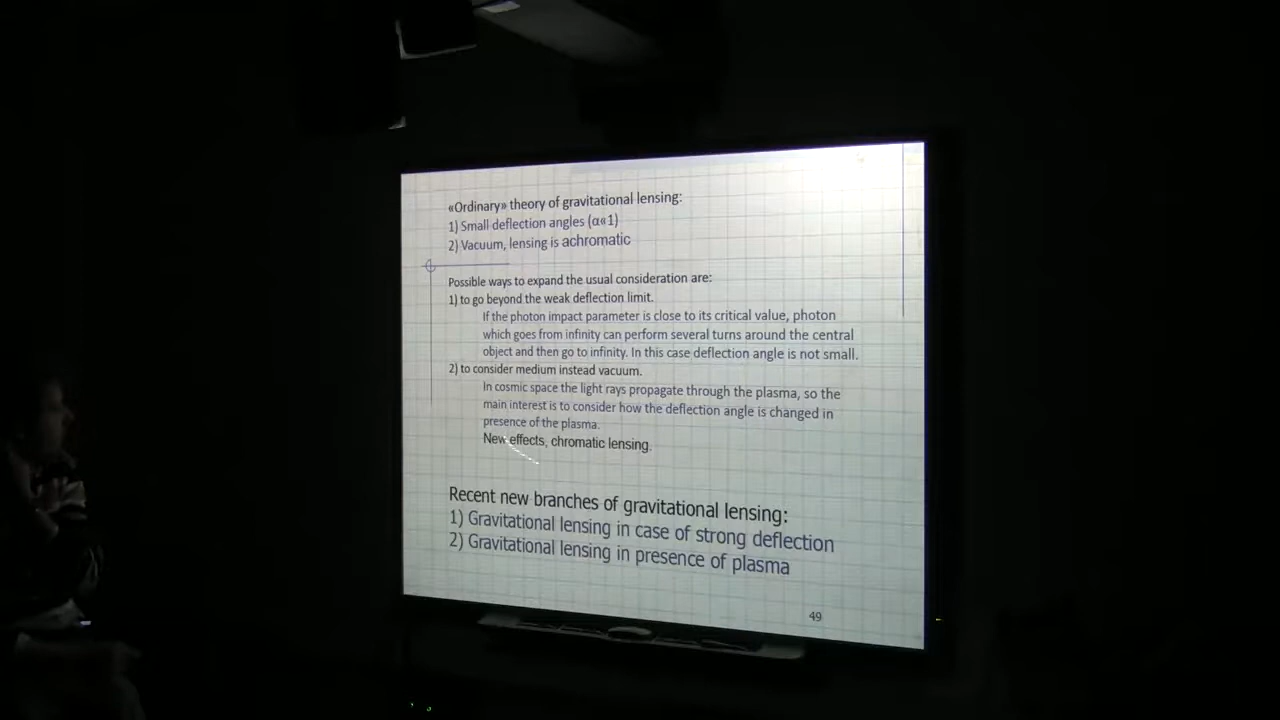 «Ordinary» theory of gravitational lensing:
1) Small deflection angles (α«1)
2) Vacuum, lensing is achromatic
Possible ways to expand the usual consideration are:
1) to go beyond the weak deflection limit.
If the photon impact parameter is close to its critical value, photon
which goes from infinity can perform several turns around the central
object and then go to infinity. In this case deflection angle is not small.
2) to consider medium instead vacuum.
In cosmic space the light rays propagate through the plasma, so the
main interest is to consider how the deflection angle is changed in
presence of the plasma.
New effects, chromatic lensing.
Recent new branches of gravitational lensing:
1) Gravitational lensing in case of strong deflection
2) Gravitational lensing in presence of plasma
49